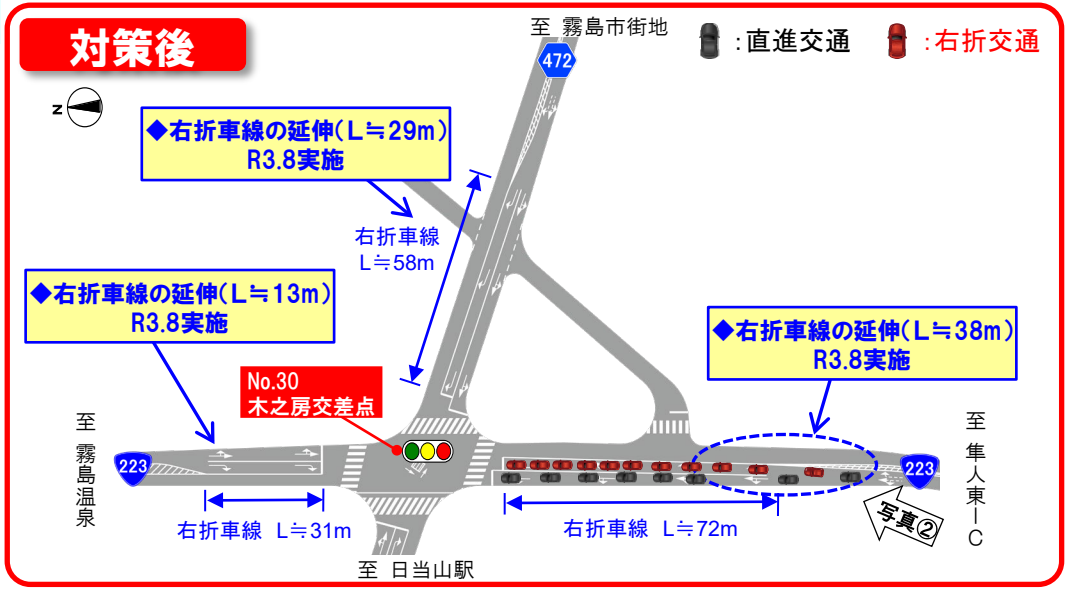 対策後
至 霧島市街地
:直進交通
:右折交通
472
N
◆右折車線の延伸(L≒29m)
R3.8実施
右折車線
L≒58m
◆右折車線の延伸(L≒13m)
R3.8実施
◆右折車線の延伸(L≒38m)
R3.8実施
No.30
木之房交差点
至 霧島温泉
223
至 隼人東IC
223
右折車線 L≒31m
右折車線 L≒72m
写真②
至 日当山駅